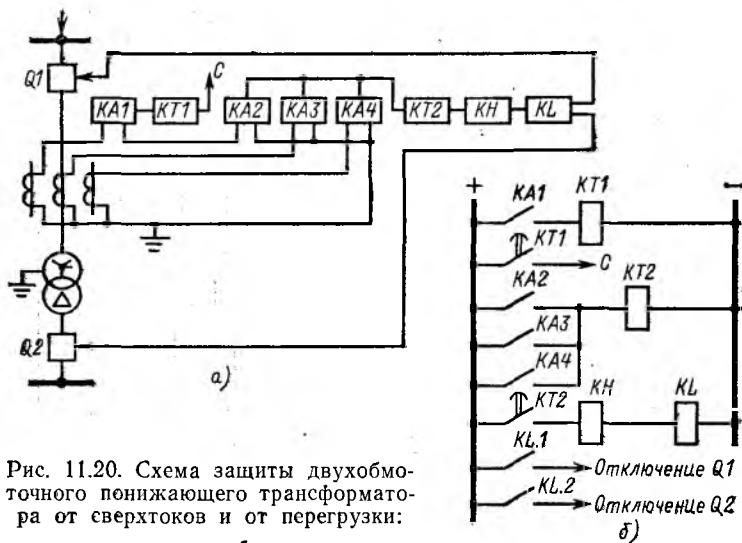 Q1
C
KA1
KT1
KA2
KA3
KA4
KT2
KH
KL
Q2
а)
+
−
KA1
KT1
KT1
C
KA2
KT2
KA3
KA4
KT2
KH
KL
KL.1
Отключение Q1
KL.2
Отключение Q2
б)
Рис. 11.20. Схема защиты двухобмо-
точного понижающего трансформато-
ра от сверхтоков и от перегрузки: